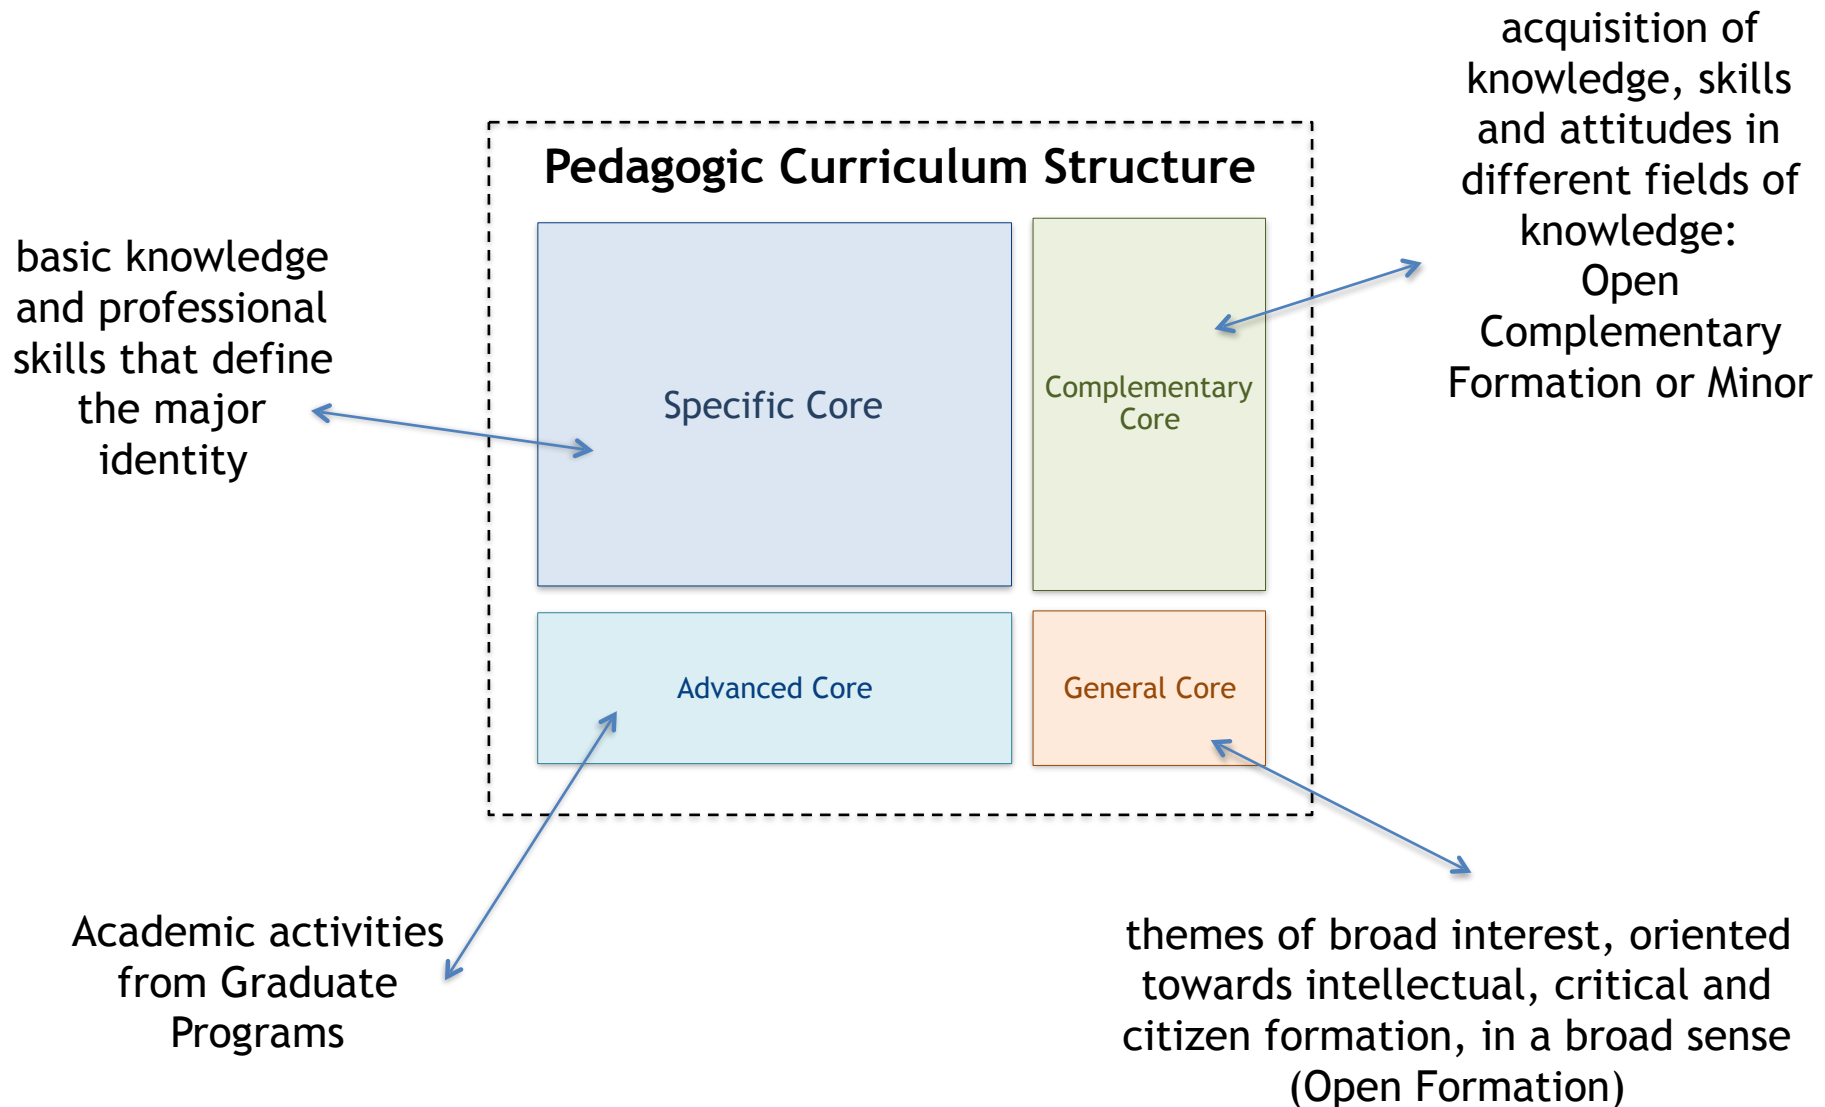 acquisition of
knowledge, skills
and attitudes in
different fields of
knowledge:
Open
Complementary
Formation or Minor
Pedagogic Curriculum Structure
basic knowledge
and professional
skills that define
the major
identity
Specific Core
Complementary
Core
Advanced Core
General Core
Academic activities
from Graduate
Programs
themes of broad interest, oriented
towards intellectual, critical and
citizen formation, in a broad sense
(Open Formation)